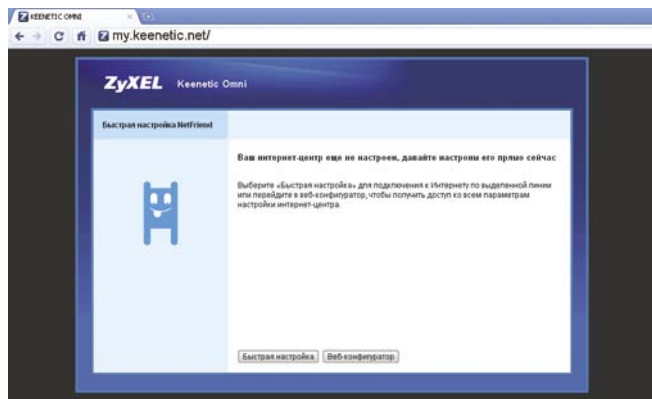 KEENETIC OMNI
my.keenetic.net/
ZyXEL Keenetic Omni
Быстрая настройка NetFriend
Ваш интернет-центр еще не настроен, давайте настроим его прямо сейчас
Выберите «Быстрая настройка» для подключения к Интернету по выделенной линии
или перейдите в веб-конфигуратор, чтобы получить доступ ко всем параметрам
настройки интернет-центра.
Быстрая настройка Веб-конфигуратор